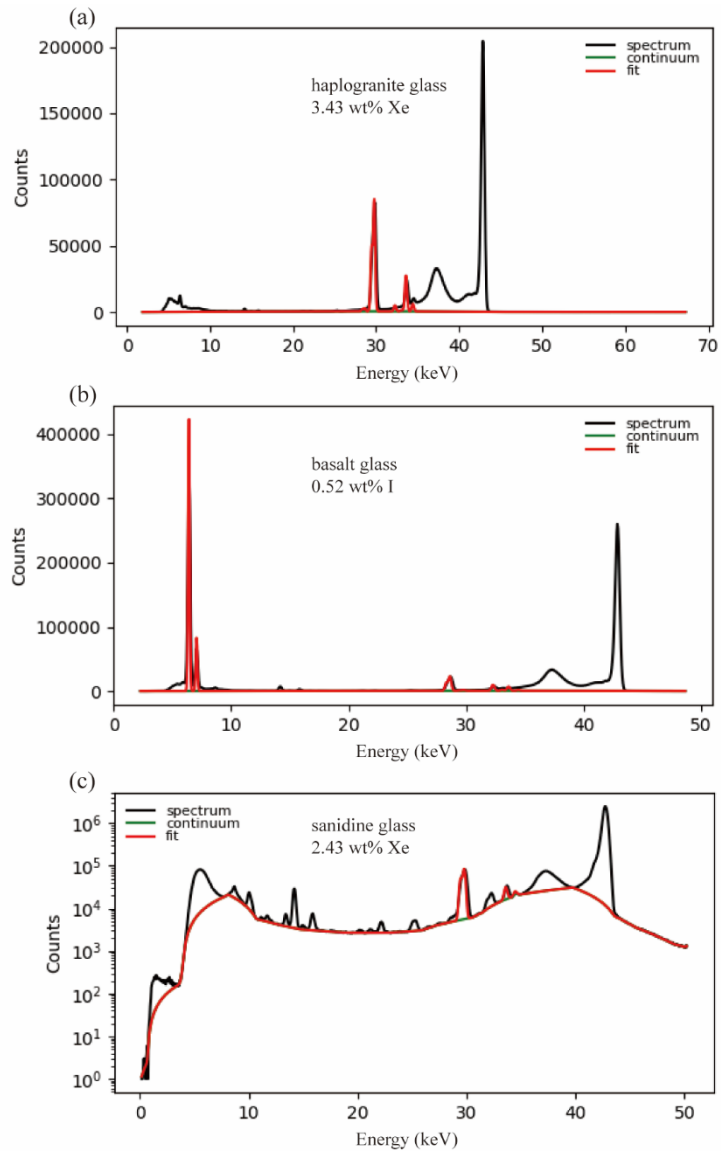 (a)
200000
150000
100000
50000
0
Counts
haplogranite glass
3.43 wt% Xe
spectrum
continuum
fit
0 10 20 30 40 50 60 70
Energy (keV)
(b)
400000
300000
200000
100000
0
Counts
basalt glass
0.52 wt% I
spectrum
continuum
fit
0 10 20 30 40 50
Energy (keV)
(c)
10⁶
10⁵
10⁴
10³
10²
10¹
10⁰
Counts
spectrum
continuum
fit
sanidine glass
2.43 wt% Xe
0 10 20 30 40 50
Energy (keV)